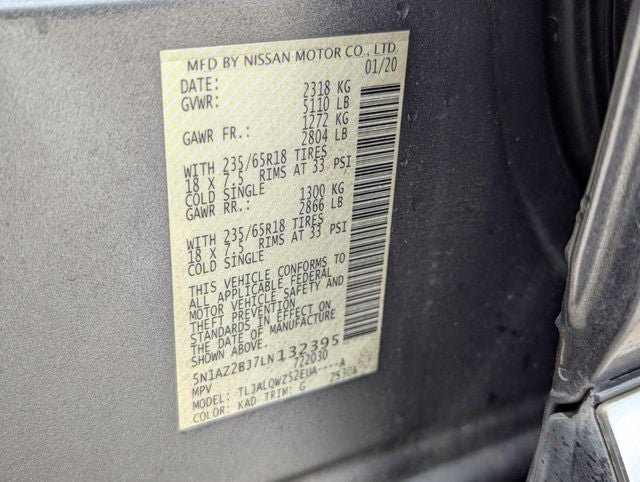 MFD BY NISSAN MOTOR CO., LTD.
DATE: 01/20
GVWR: 2318 KG
5110 LB
GAWR FR.: 1272 KG
2804 LB
WITH 235/65R18 TIRES
18 X 7.5 RIMS AT 33 PSI
COLD SINGLE
GAWR RR.: 1300 KG
2866 LB
WITH 235/65R18 TIRES
18 X 7.5 RIMS AT 33 PSI
COLD SINGLE
THIS VEHICLE CONFORMS TO
ALL APPLICABLE FEDERAL
MOTOR VEHICLE SAFETY AND
THEFT PREVENTION
STANDARDS IN EFFECT ON
THE DATE OF MANUFACTURE
SHOWN ABOVE.
5N1AZ2BJ7LN132395
MPV 722030
MODEL: TLJALQWZ52EUA----A
COLOR: KAD TRIM: G 7530A